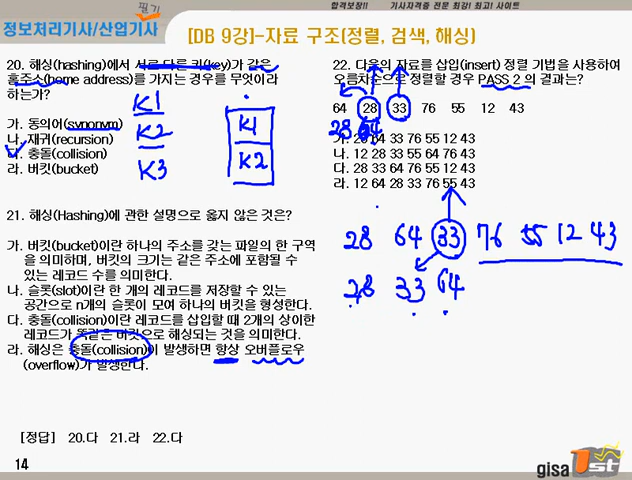 합격보장!! 기사자격증 전문 최강! 최고! 사이트
필기
정보처리기사/산업기사
[DB 9강]-자료 구조(정렬, 검색, 해싱)
20. 해싱(hashing)에서 서로 다른 키(key)가 같은
홈주소(home address)를 가지는 경우를 무엇이라
하는가?
가. 동의어(synonym)
나. 재귀(recursion)
다. 충돌(collision)
라. 버킷(bucket)
K1
K2
K3
K1
K2
21. 해싱(Hashing)에 관한 설명으로 옳지 않은 것은?
가. 버킷(bucket)이란 하나의 주소를 갖는 파일의 한 구역
을 의미하며, 버킷의 크기는 같은 주소에 포함될 수
있는 레코드 수를 의미한다.
나. 슬롯(slot)이란 한 개의 레코드를 저장할 수 있는
공간으로 n개의 슬롯이 모여 하나의 버킷을 형성한다.
다. 충돌(collision)이란 레코드를 삽입할 때 2개의 상이한
레코드가 똑같은 버킷으로 해싱되는 것을 의미한다.
라. 해싱은 충돌(collision)이 발생하면 항상 오버플로우
(overflow)가 발생한다.
22. 다음의 자료를 삽입(insert) 정렬 기법을 사용하여
오름차순으로 정렬할 경우 PASS 2의 결과는?
64 28 33 76 55 12 43
28 64
가. 28 64 33 76 55 12 43
나. 12 28 33 55 64 76 43
다. 28 33 64 76 55 12 43
라. 12 64 28 33 76 55 43
28 64 33 76 55 12 43
28 33 64
[정답] 20.다 21.라 22.다
14
gisa 1st